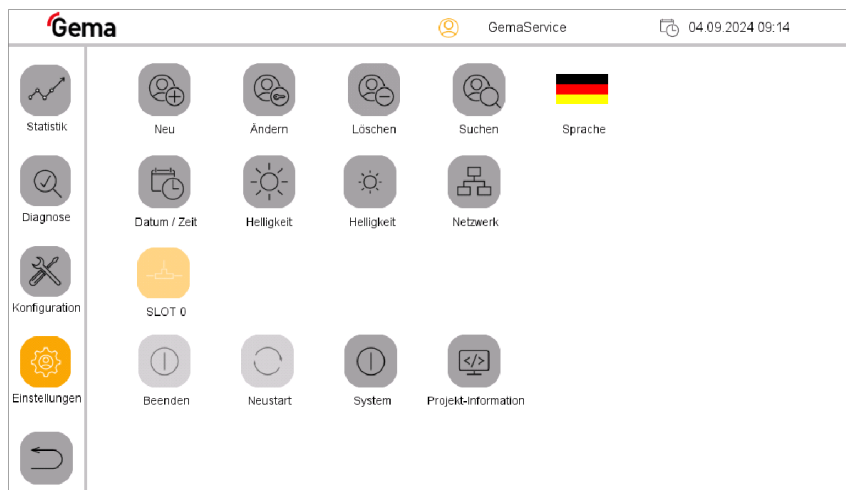 Gema
GemaService
04.09.2024 09:14
Statistik
Neu
Ändern
Löschen
Suchen
Sprache
Diagnose
Datum / Zeit
Helligkeit
Helligkeit
Netzwerk
Konfiguration
SLOT 0
Einstellungen
Beenden
Neustart
System
Projekt-Information